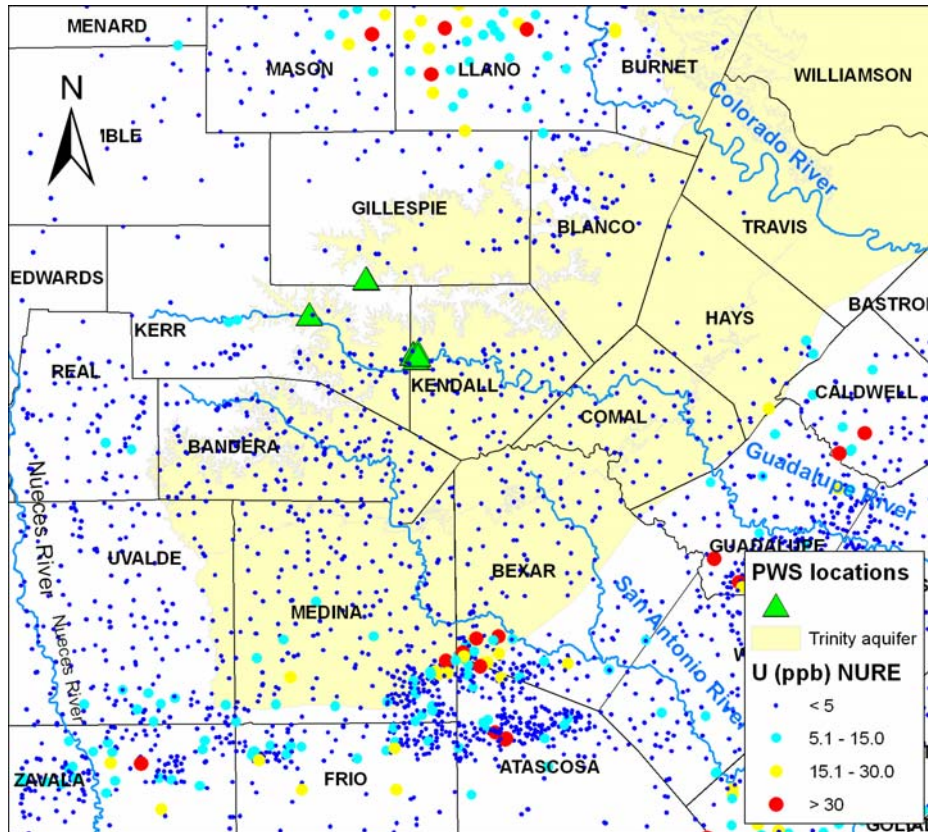 MENARD
MASON
LLANO
BURNET
WILLIAMSON
N
IBLE
Colorado River
GILLESPIE
BLANCO
TRAVIS
EDWARDS
BASTRO
KERR
HAYS
REAL
KENDALL
CALDWELL
COMAL
BANDERA
Nueces River
Guadalupe River
UVALDE
GUADALUPE
BEXAR
MEDINA
San Antonio River
Nueces River
ZAVALA
FRIO
ATASCOSA
PWS locations
Trinity aquifer
U (ppb) NURE
< 5
5.1 - 15.0
15.1 - 30.0
> 30